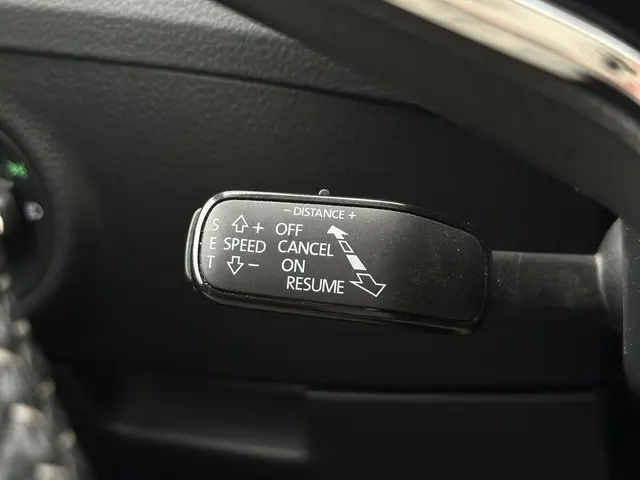 − DISTANCE +
S + OFF
E SPEED CANCEL
T − ON
RESUME